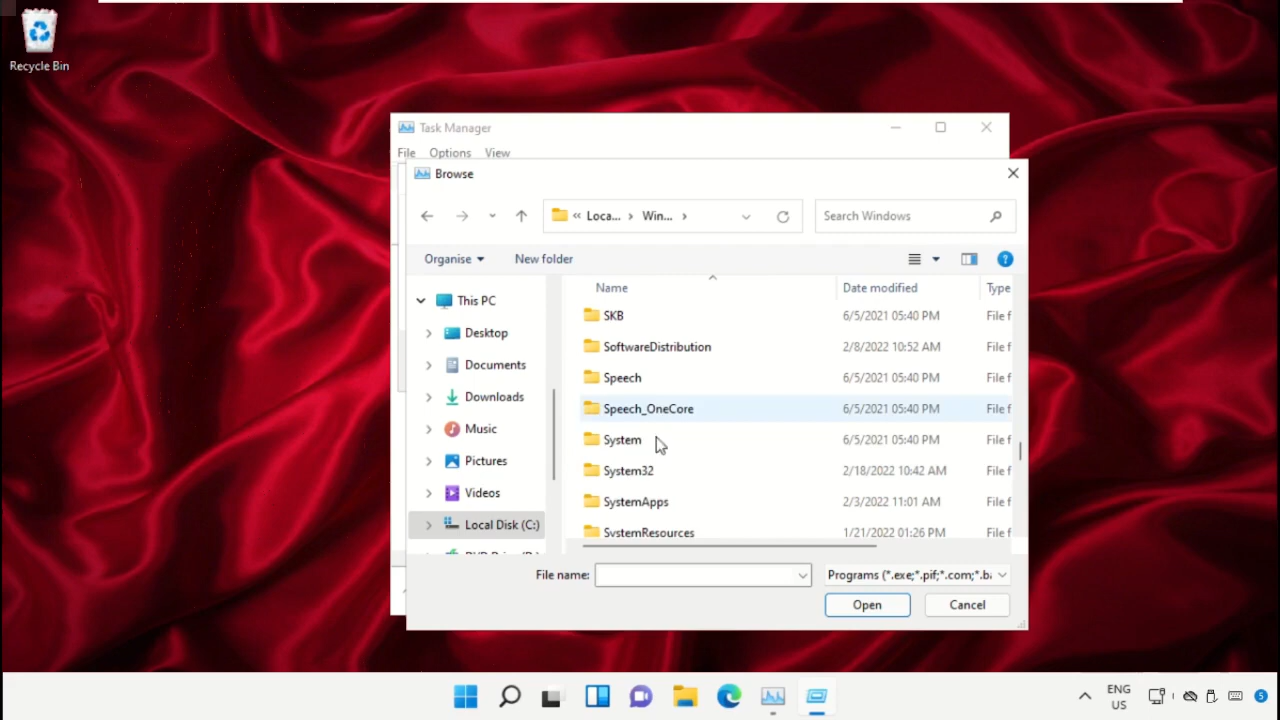 Recycle Bin
Task Manager
File Options View
Browse
« Loca... › Win... ›
Search Windows
Organise New folder
Name Date modified Type
This PC
Desktop
Documents
Downloads
Music
Pictures
Videos
Local Disk (C:)
SKB 6/5/2021 05:40 PM File f
SoftwareDistribution 2/8/2022 10:52 AM File f
Speech 6/5/2021 05:40 PM File f
Speech_OneCore 6/5/2021 05:40 PM File f
System 6/5/2021 05:40 PM File f
System32 2/18/2022 10:42 AM File f
SystemApps 2/3/2022 11:01 AM File f
SystemResources 1/21/2022 01:26 PM File f
File name: Programs (*.exe;*.pif;*.com;*.ba
Open Cancel
ENG
US
5